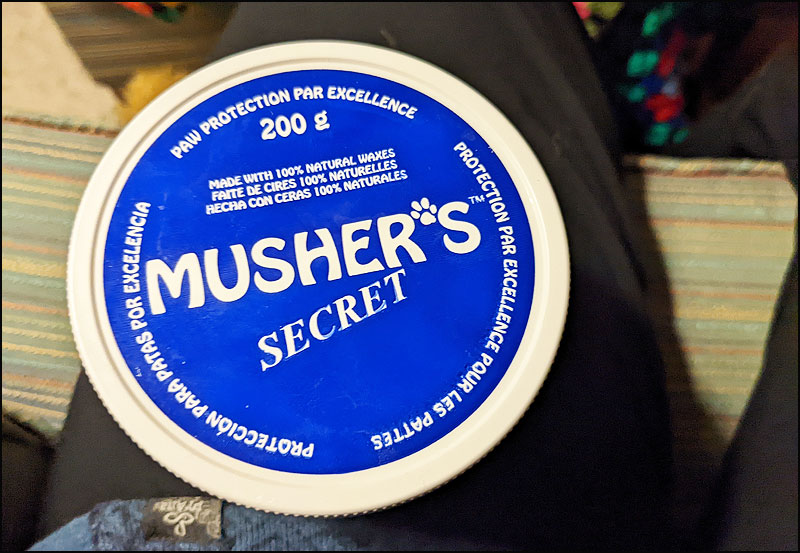 PAW PROTECTION PAR EXCELLENCE
200 g
MADE WITH 100% NATURAL WAXES
FAITE DE CIRES 100% NATURELLES
HECHA CON CERAS 100% NATURALES
MUSHER'S™
SECRET
PROTECTION PAR EXCELLENCE POUR LES PATTES
PROTECCIÓN PARA PATAS POR EXCELENCIA